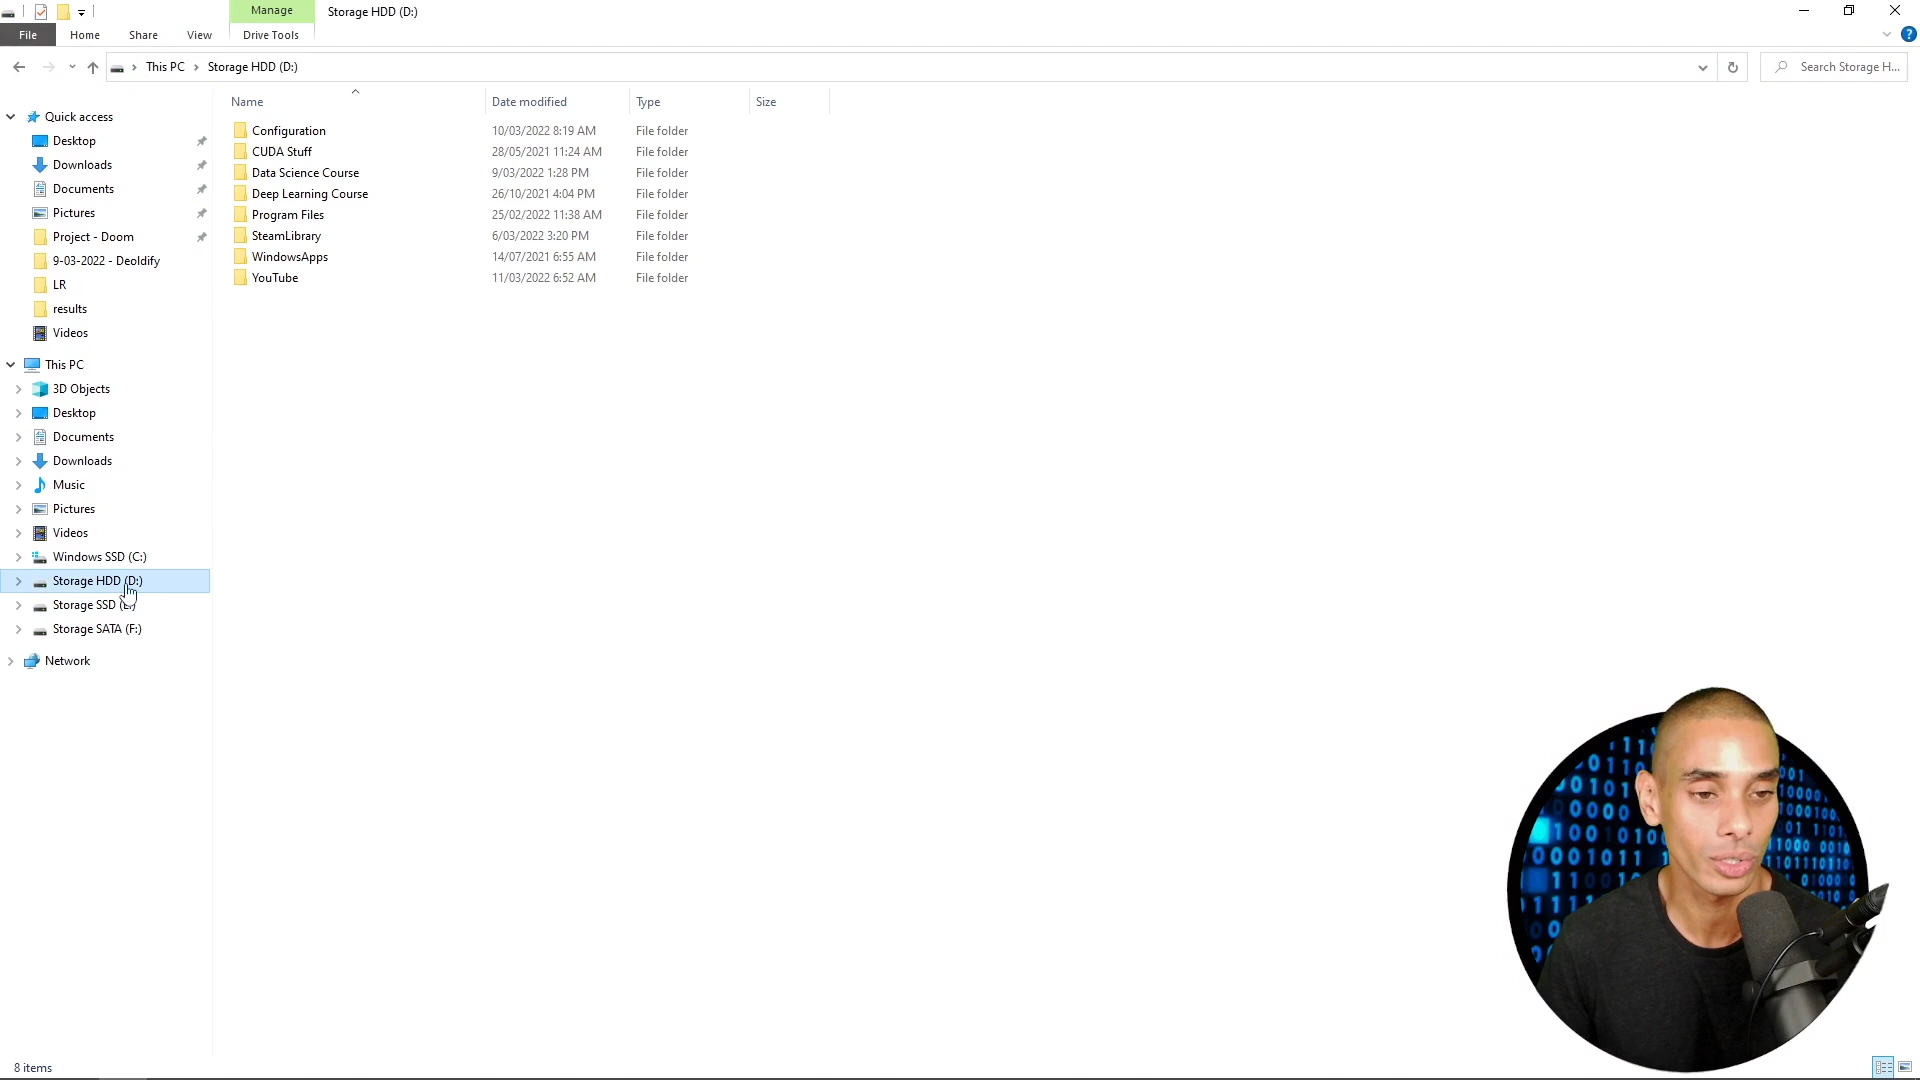 Manage
Storage HDD (D:)
File
Home
Share
View
Drive Tools
This PC
Storage HDD (D:)
Search Storage H...
Name
Date modified
Type
Size
Quick access
Desktop
Downloads
Documents
Pictures
Project - Doom
9-03-2022 - Deoldify
LR
results
Videos
This PC
3D Objects
Desktop
Documents
Downloads
Music
Pictures
Videos
Windows SSD (C:)
Storage HDD (D:)
Storage SSD
Storage SATA (F:)
Network
Configuration 10/03/2022 8:19 AM File folder
CUDA Stuff 28/05/2021 11:24 AM File folder
Data Science Course 9/03/2022 1:28 PM File folder
Deep Learning Course 26/10/2021 4:04 PM File folder
Program Files 25/02/2022 11:38 AM File folder
SteamLibrary 6/03/2022 3:20 PM File folder
WindowsApps 14/07/2021 6:55 AM File folder
YouTube 11/03/2022 6:52 AM File folder
8 items